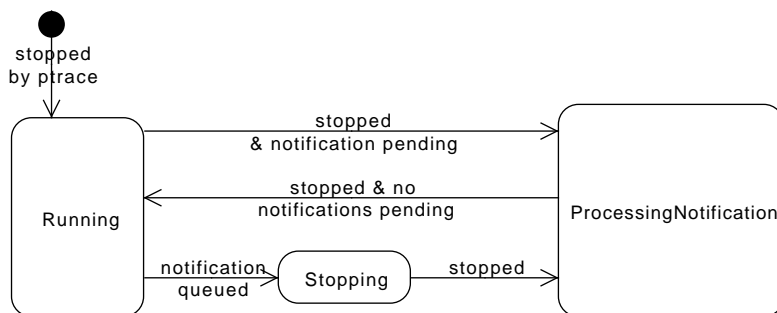 stopped
by ptrace
stopped
& notification pending
stopped & no
notifications pending
Running
ProcessingNotification
notification
queued
Stopping
stopped